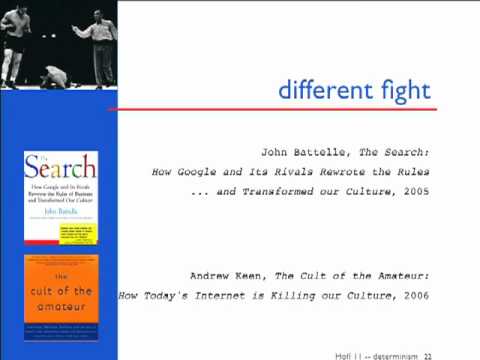 different fight
John Battelle, The Search:
How Google and Its Rivals Rewrote the Rules
... and Transformed our Culture, 2005
The
Search
How Google and Its Rivals
Rewrote the Rules of Business
and Transformed Our Culture
John Battelle
Andrew Keen, The Cult of the Amateur:
How Today's Internet is Killing our Culture, 2006
the
cult of the
amateur
Hofl 11 -- determinism 22